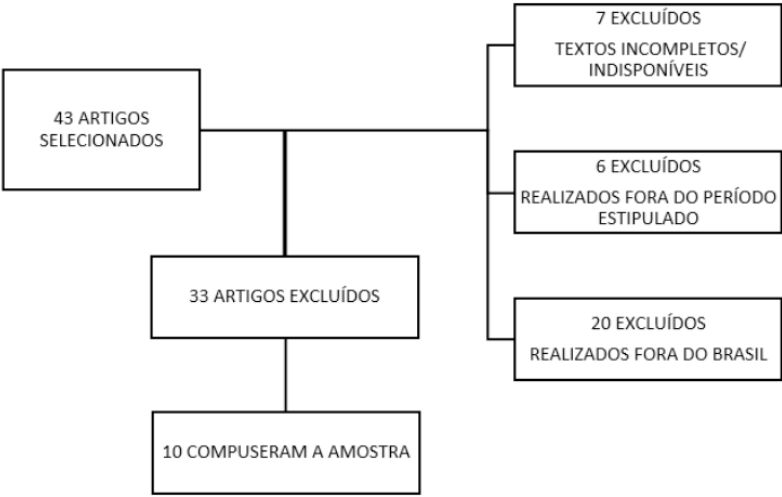 43 ARTIGOS
SELECIONADOS
7 EXCLUÍDOS
TEXTOS INCOMPLETOS/
INDISPONÍVEIS
6 EXCLUÍDOS
REALIZADOS FORA DO PERÍODO
ESTIPULADO
20 EXCLUÍDOS
REALIZADOS FORA DO BRASIL
33 ARTIGOS EXCLUÍDOS
10 COMPUSERAM A AMOSTRA